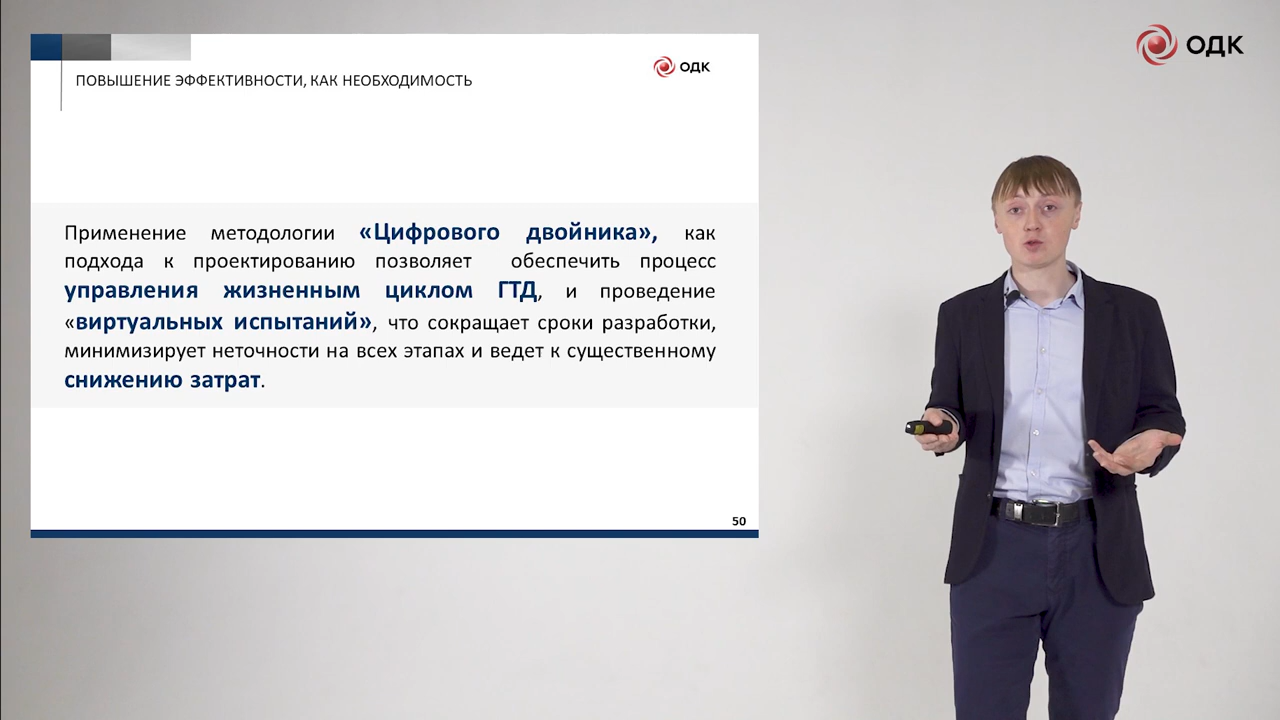 ОДК
ПОВЫШЕНИЕ ЭФФЕКТИВНОСТИ, КАК НЕОБХОДИМОСТЬ
ОДК
Применение методологии «Цифрового двойника», как
подхода к проектированию позволяет обеспечить процесс
управления жизненным циклом ГТД, и проведение
«виртуальных испытаний», что сокращает сроки разработки,
минимизирует неточности на всех этапах и ведет к существенному
снижению затрат.
50